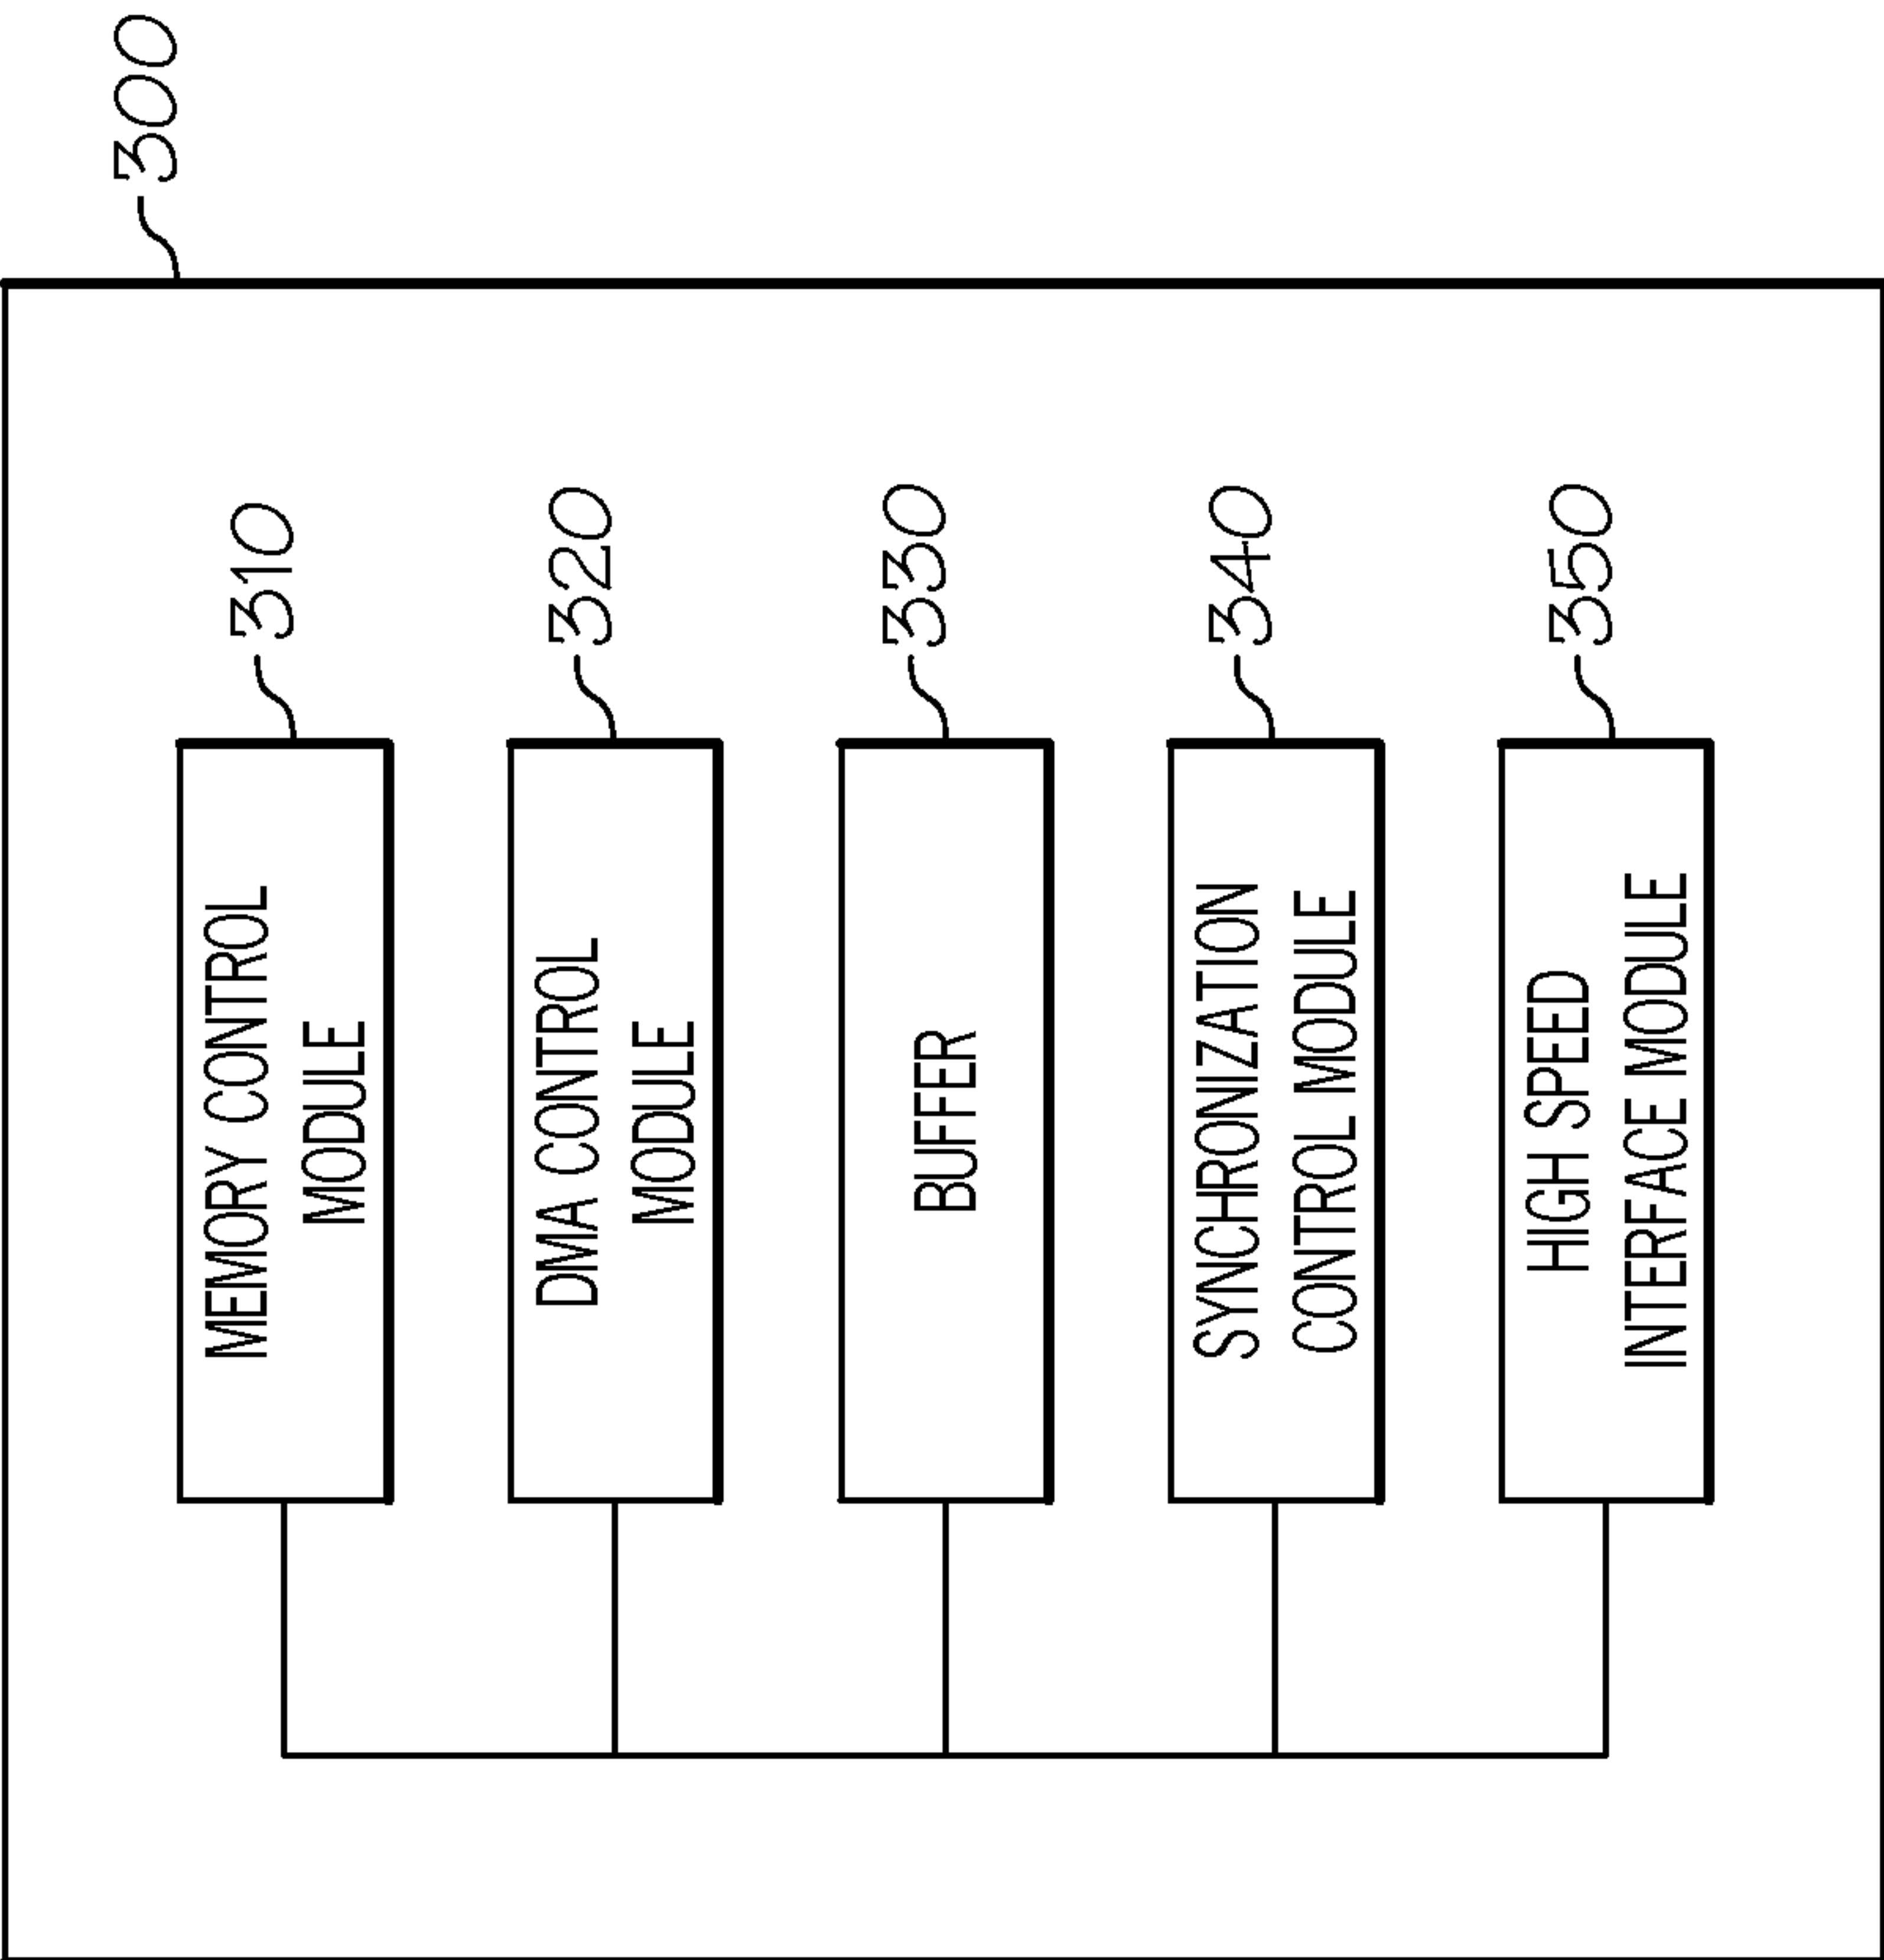 300
310
MEMORY CONTROL
MODULE
320
DMA CONTROL
MODULE
330
BUFFER
340
SYNCHRONIZATION
CONTROL MODULE
350
HIGH SPEED
INTERFACE MODULE